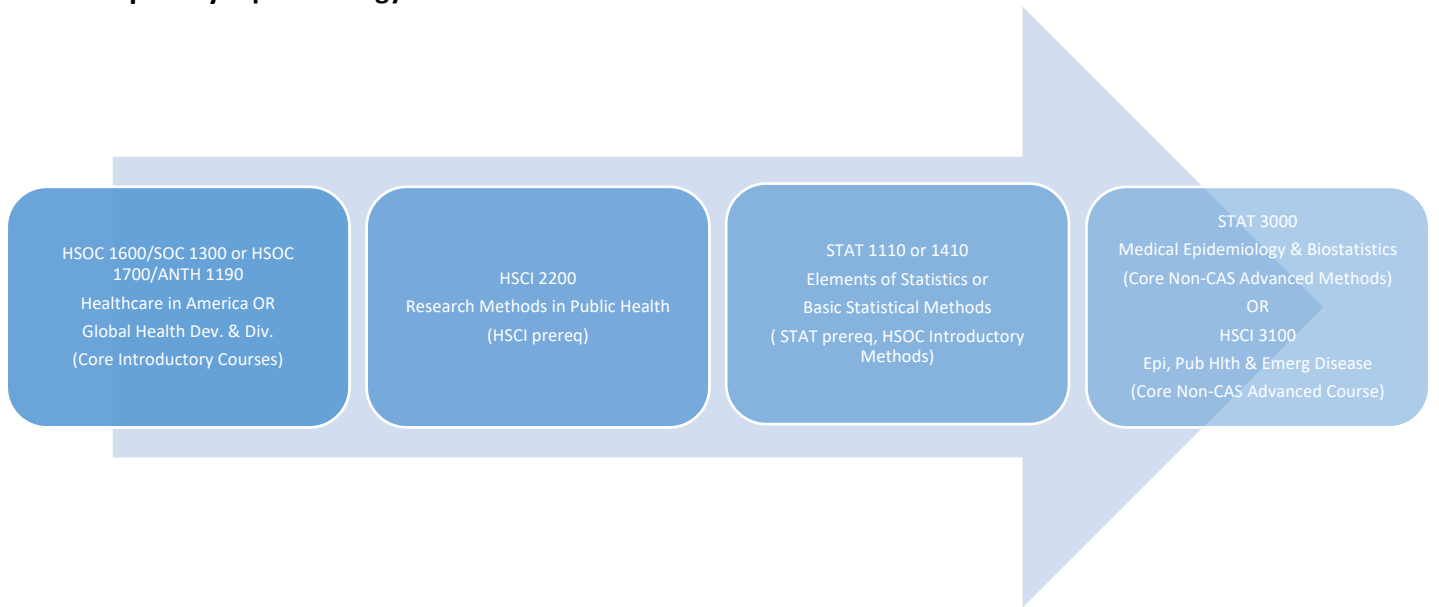 HSOC 1600/SOC 1300 or HSOC
1700/ANTH 1190
Healthcare in America OR
Global Health Dev. & Div.
(Core Introductory Courses)
HSCI 2200
Research Methods in Public Health
(HSCI prereq)
STAT 1110 or 1410
Elements of Statistics or
Basic Statistical Methods
( STAT prereq, HSOC Introductory
Methods)
STAT 3000
Medical Epidemiology & Biostatistics
(Core Non-CAS Advanced Methods)
OR
HSCI 3100
Epi, Pub Hlth & Emerg Disease
(Core Non-CAS Advanced Course)